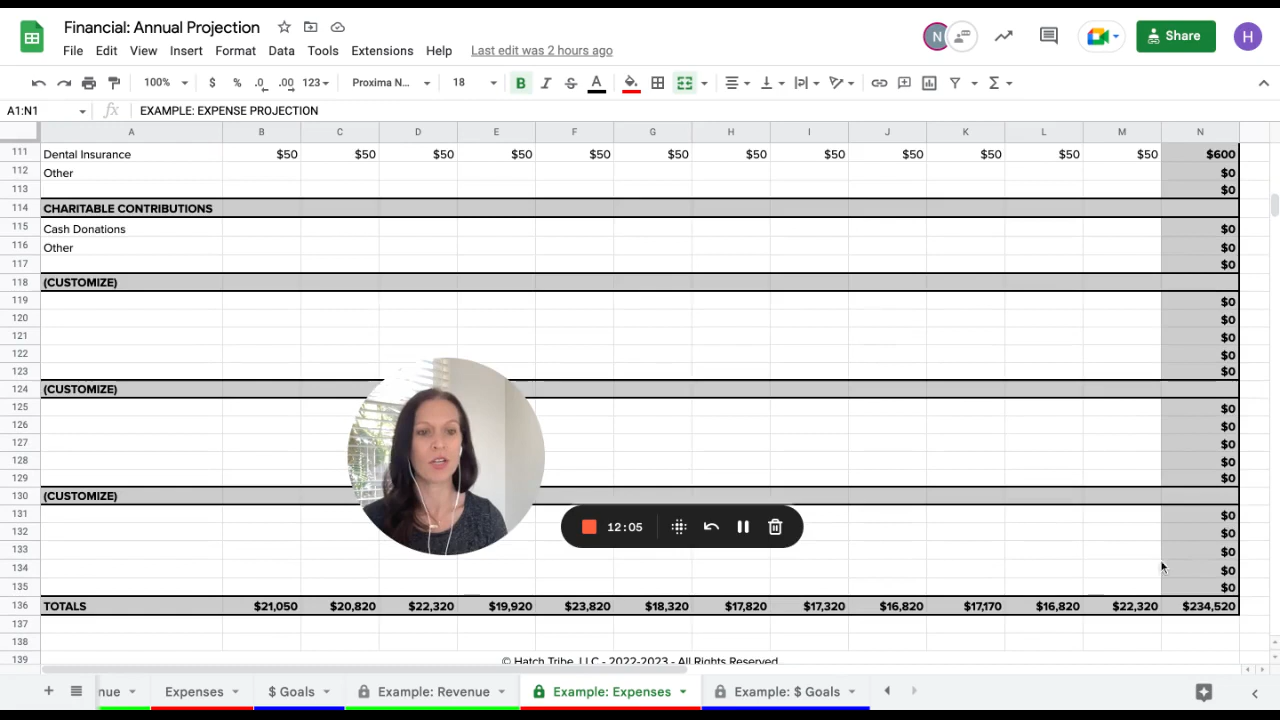 Financial: Annual Projection
N
Share
H
File Edit View Insert Format Data Tools Extensions Help Last edit was 2 hours ago
100% $ % .0 .00 123 Proxima N... 18 B I S A
A1:N1 fx EXAMPLE: EXPENSE PROJECTION
A B C D E F G H I J K L M N
111 Dental Insurance $50 $50 $50 $50 $50 $50 $50 $50 $50 $50 $50 $50 $600
112 Other $0
113 $0
114 CHARITABLE CONTRIBUTIONS
115 Cash Donations $0
116 Other $0
117 $0
118 (CUSTOMIZE)
119 $0
120 $0
121 $0
122 $0
123 $0
124 (CUSTOMIZE)
125 $0
126 $0
127 $0
128 $0
129 $0
130 (CUSTOMIZE)
131 $0
132 $0
133 $0
134 $0
135 $0
12:05
136 TOTALS $21,050 $20,820 $22,320 $19,920 $23,820 $18,320 $17,820 $17,320 $16,820 $17,170 $16,820 $22,320 $234,520
137
138
139 © Hatch Tribe, LLC - 2022-2023 - All Rights Reserved
nue Expenses $ Goals Example: Revenue Example: Expenses Example: $ Goals